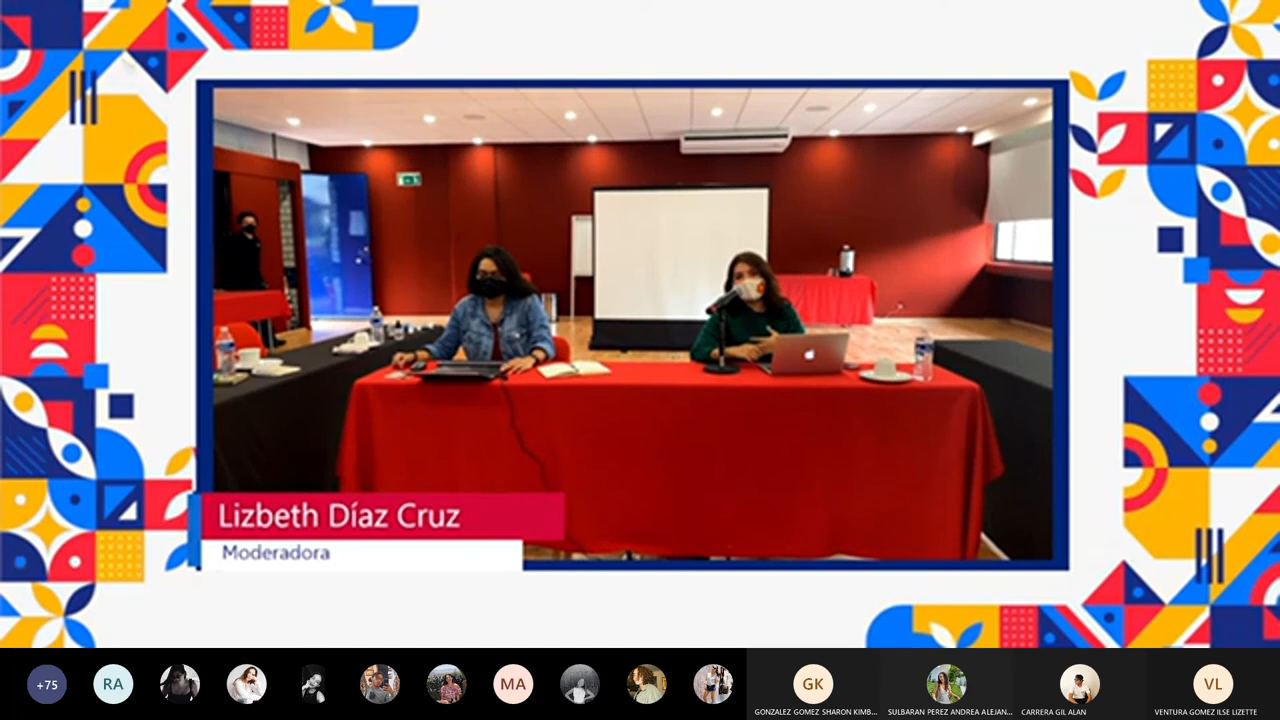 Lizbeth Díaz Cruz
Moderadora
+75
RA
MA
GK
VL
GONZALEZ GOMEZ SHARON KIMB...
SULBARAN PEREZ ANDREA ALEJAN...
CARRERA GIL ALAN
VENTURA GOMEZ ILSE LIZETTE